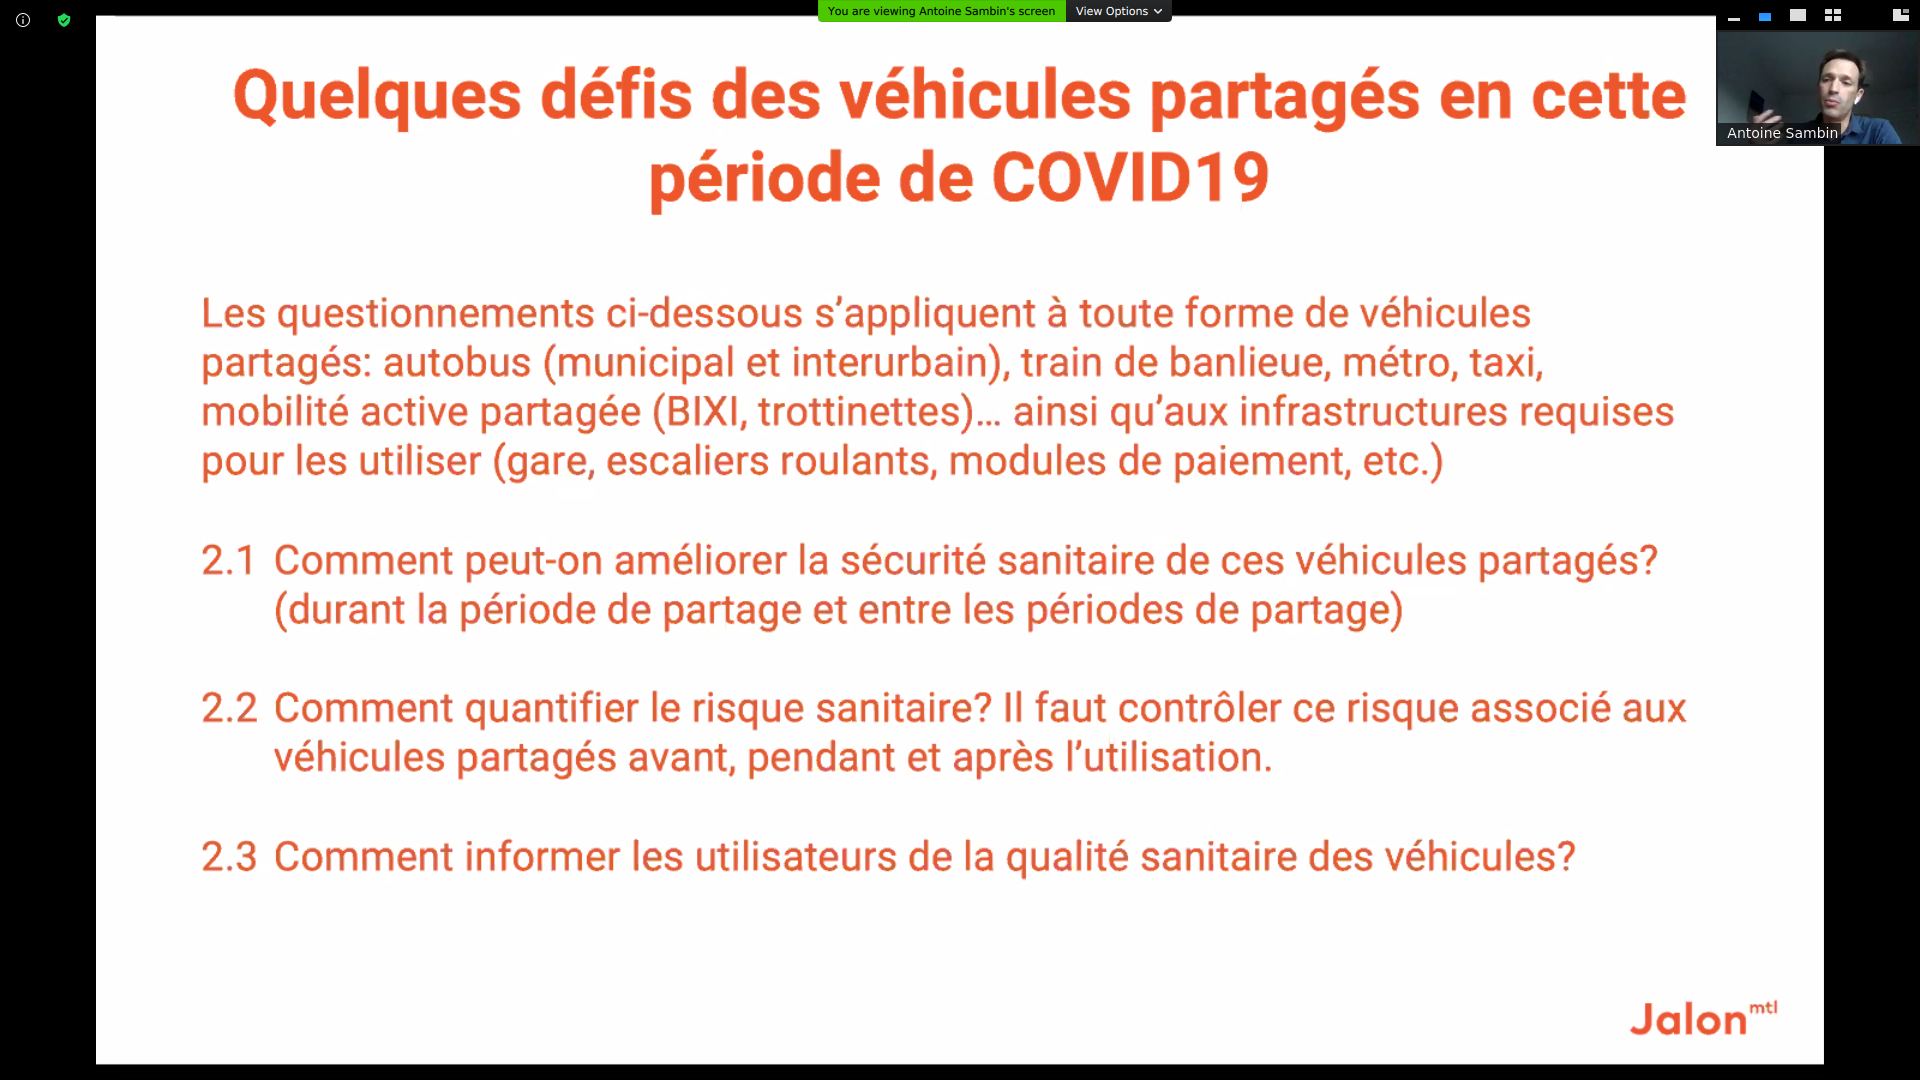 You are viewing Antoine Sambin's screen
View Options
Quelques défis des véhicules partagés en cette
période de COVID19
Antoine Sambin
Les questionnements ci-dessous s’appliquent à toute forme de véhicules
partagés: autobus (municipal et interurbain), train de banlieue, métro, taxi,
mobilité active partagée (BIXI, trottinettes)... ainsi qu’aux infrastructures requises
pour les utiliser (gare, escaliers roulants, modules de paiement, etc.)
2.1 Comment peut-on améliorer la sécurité sanitaire de ces véhicules partagés?
(durant la période de partage et entre les périodes de partage)
2.2 Comment quantifier le risque sanitaire? Il faut contrôler ce risque associé aux
véhicules partagés avant, pendant et après l’utilisation.
2.3 Comment informer les utilisateurs de la qualité sanitaire des véhicules?
Jalon mtl